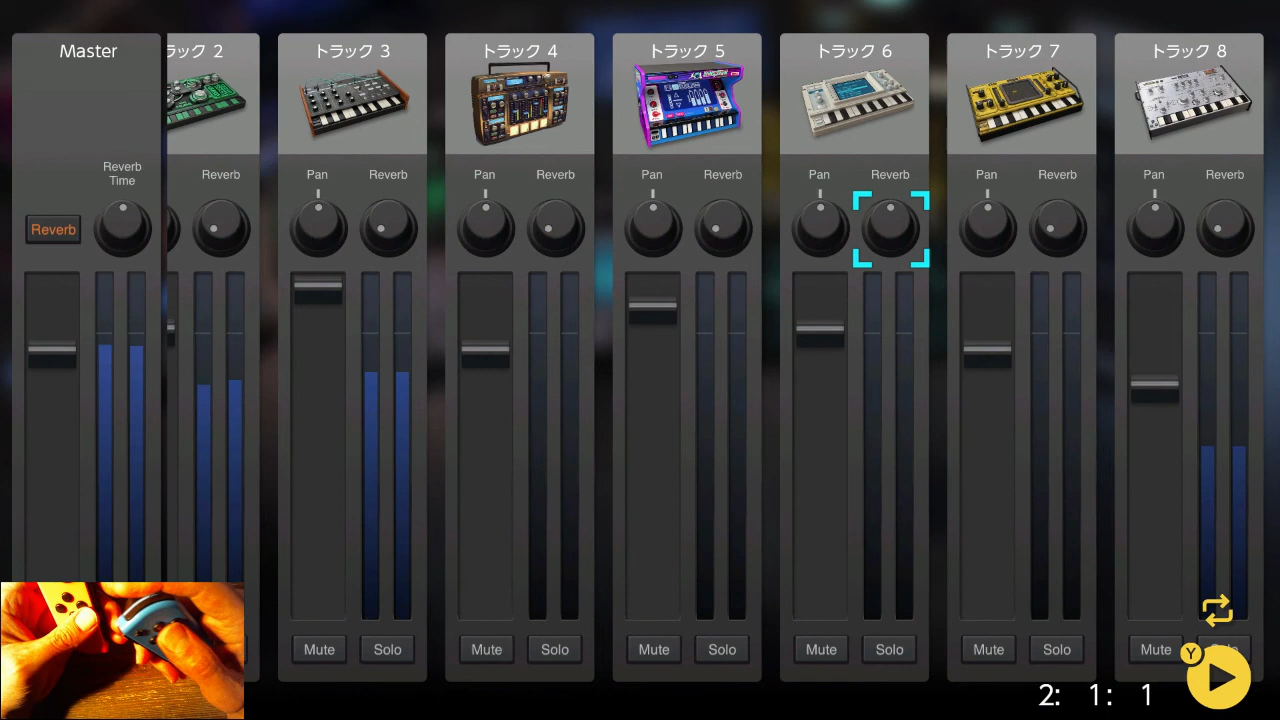 Master
ラック 2
トラック 3
トラック 4
トラック 5
トラック 6
トラック 7
トラック 8
Reverb
Time
Reverb
Pan
Reverb
Pan
Reverb
Pan
Reverb
Pan
Reverb
Pan
Reverb
Pan
Reverb
Reverb
Mute
Solo
Mute
Solo
Mute
Solo
Mute
Solo
Mute
Solo
Mute
Y
2: 1: 1